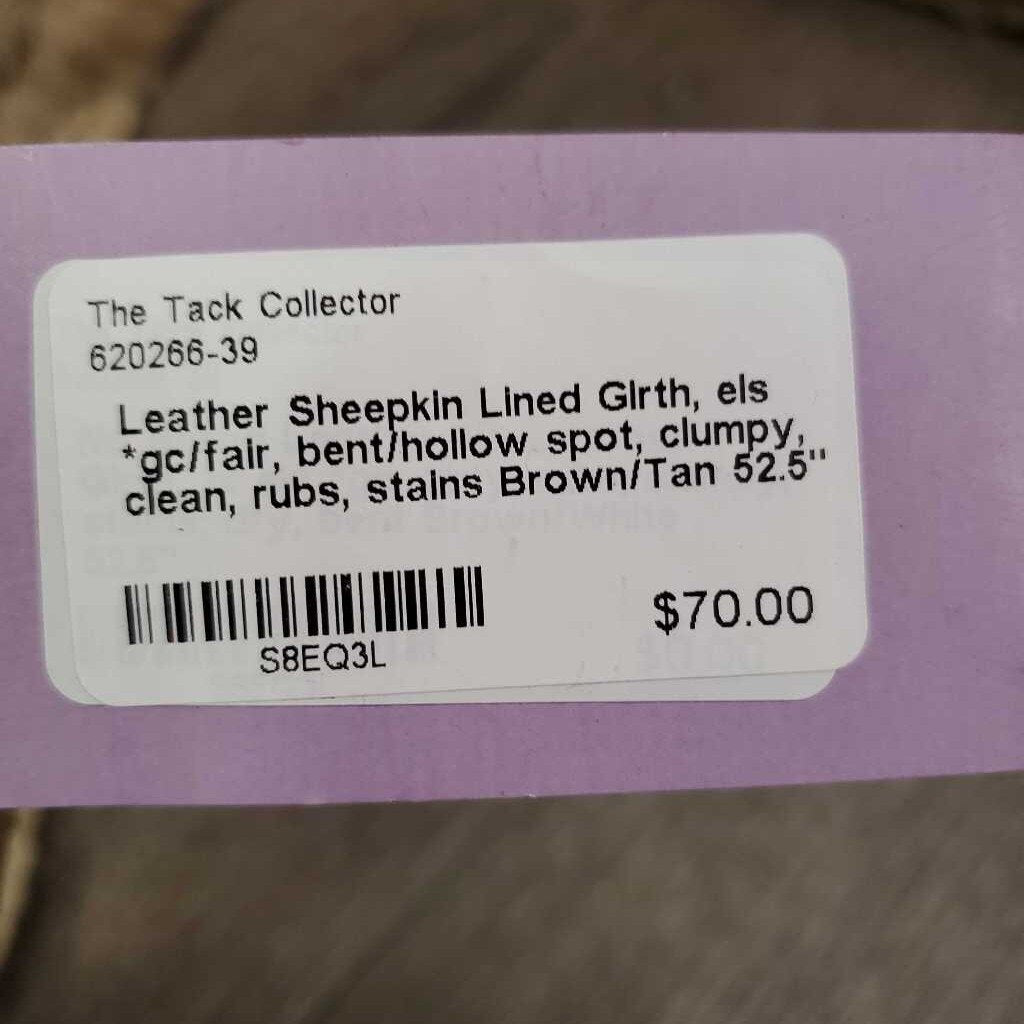 The Tack Collector
620266-39
Leather Sheepkin Lined Girth, els
*gc/fair, bent/hollow spot, clumpy,
clean, rubs, stains Brown/Tan 52.5"
$70.00
S8EQ3L